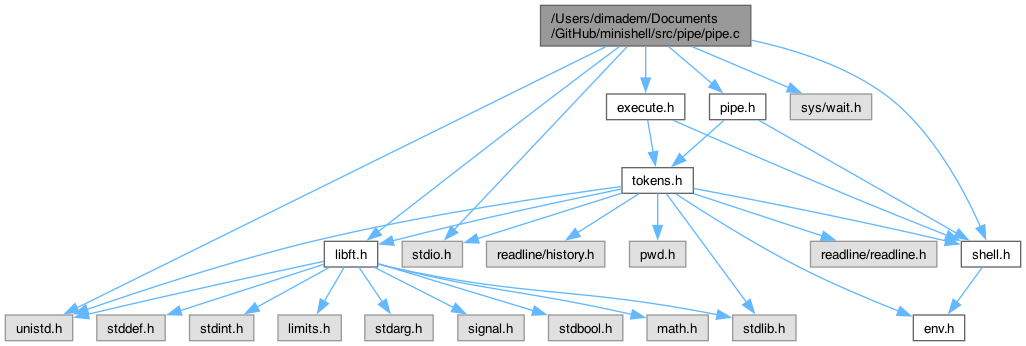 /Users/dimadem/Documents
/GitHub/minishell/src/pipe/pipe.c
execute.h
pipe.h
sys/wait.h
tokens.h
libft.h
stdio.h
readline/history.h
pwd.h
readline/readline.h
shell.h
unistd.h
stddef.h
stdint.h
limits.h
stdarg.h
signal.h
stdbool.h
math.h
stdlib.h
env.h